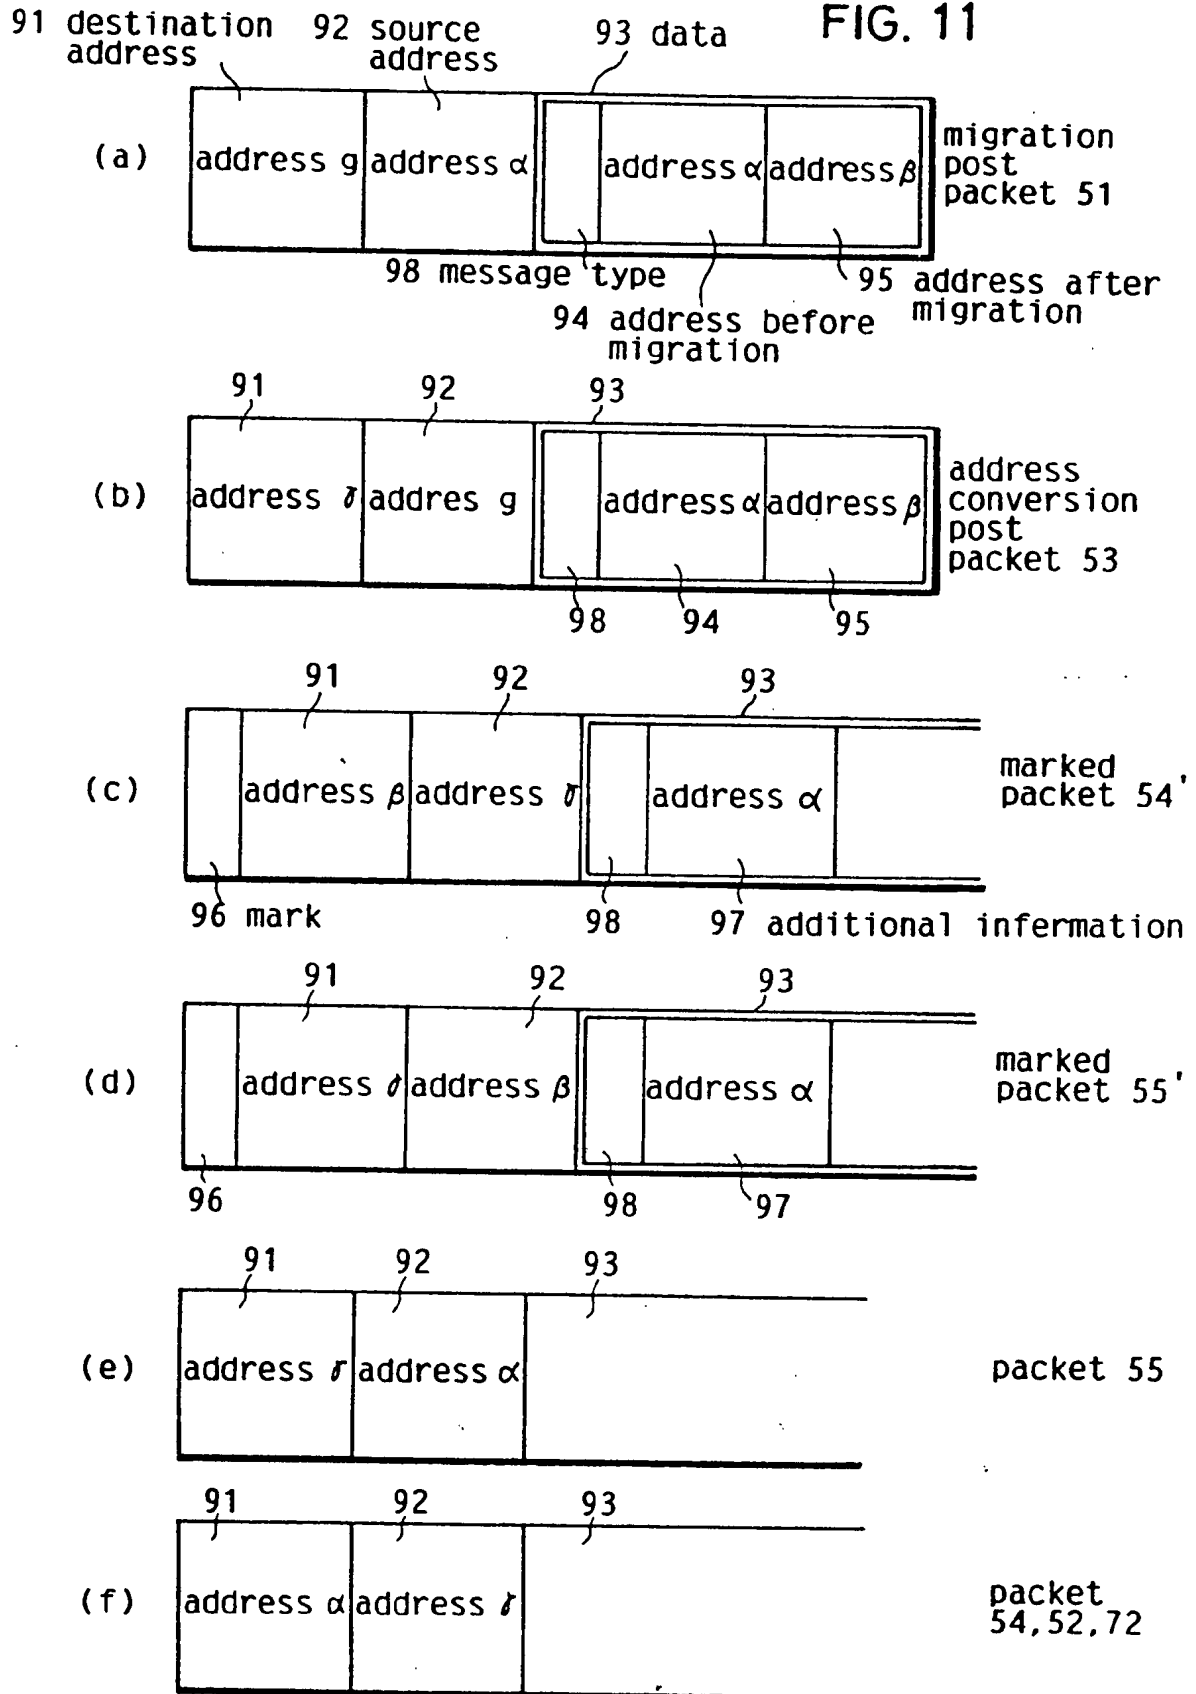 FIG. 11
91 destination address
92 source address
93 data
(a)
address g
address α
address α
address β
migration
post
packet 51
98 message type
94 address before
migration
95 address after
migration
91
92
93
(b)
address γ
addres g
address α
address β
address
conversion
post
packet 53
98
94
95
91
92
93
(c)
address β
address γ
address α
marked
packet 54'
96 mark
98
97 additional infermation
91
92
93
(d)
address γ
address β
address α
marked
packet 55'
96
98
97
91
92
93
(e)
address γ
address α
packet 55
91
92
93
(f)
address α
address γ
packet
54,52,72